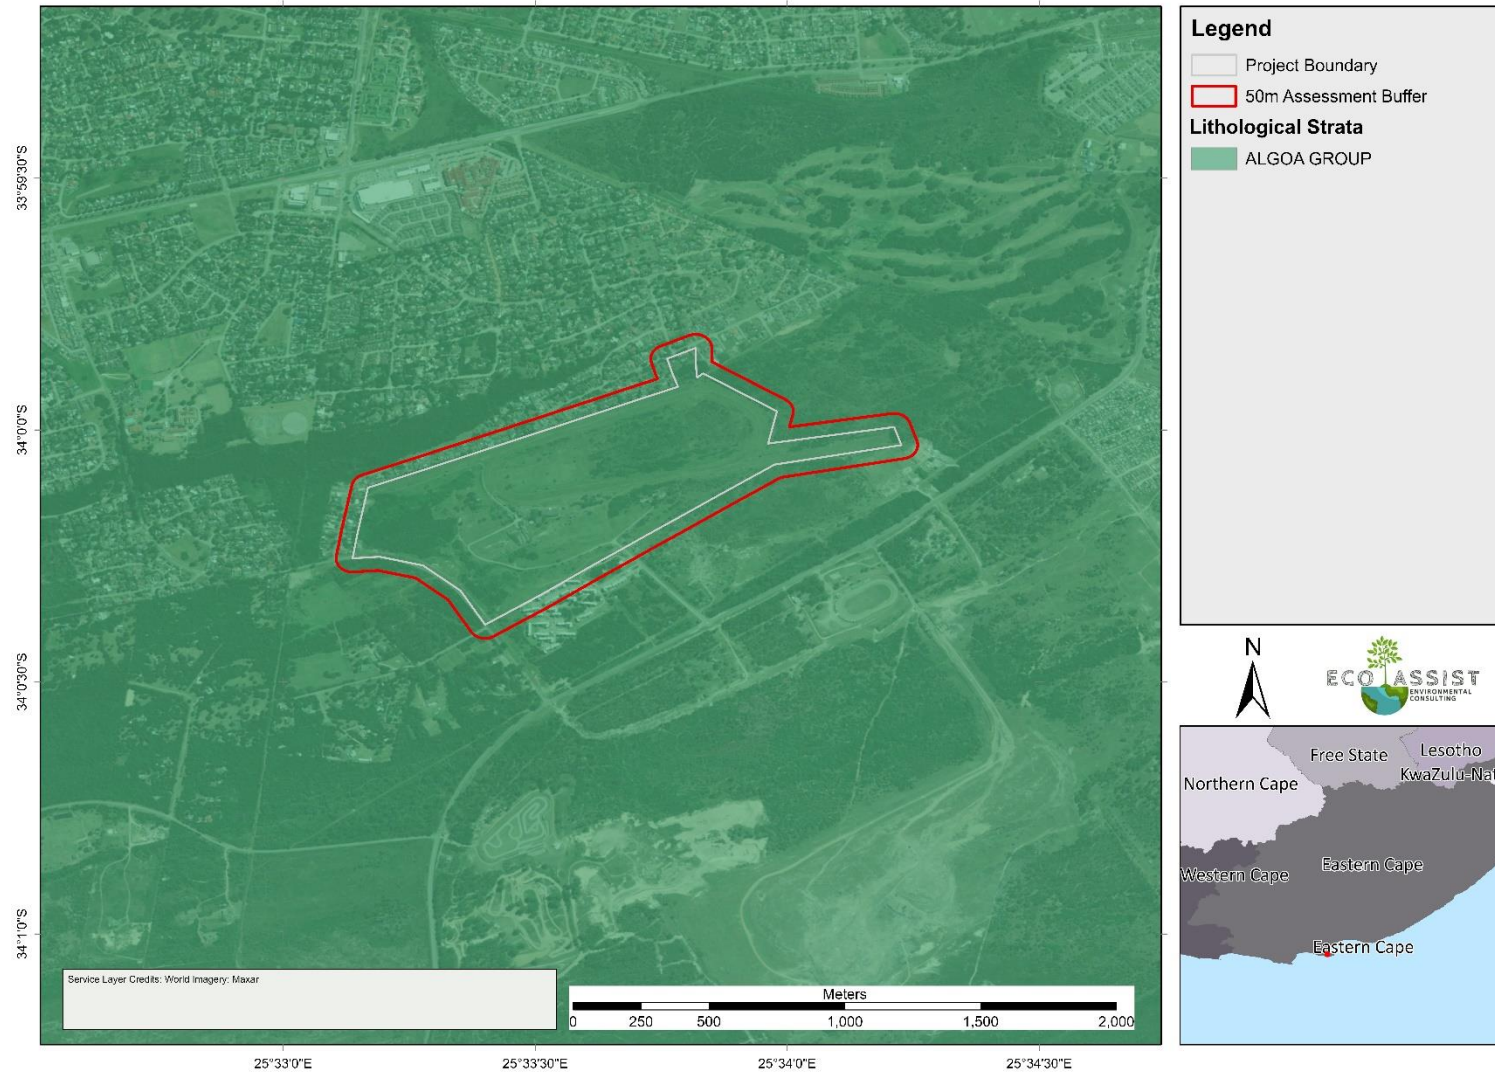 Legend
Project Boundary
50m Assessment Buffer
Lithological Strata
ALGOA GROUP
33°59'30"S
34°0'0"S
34°0'30"S
34°1'0"S
Service Layer Credits: World Imagery: Maxar
Meters
0 250 500 1,000 1,500 2,000
25°33'0"E 25°33'30"E 25°34'0"E 25°34'30"E
N
ECO ASSIST
ENVIRONMENTAL
CONSULTING
Free State
Lesotho
KwaZulu-Nat
Northern Cape
Western Cape
Eastern Cape
Eastern Cape